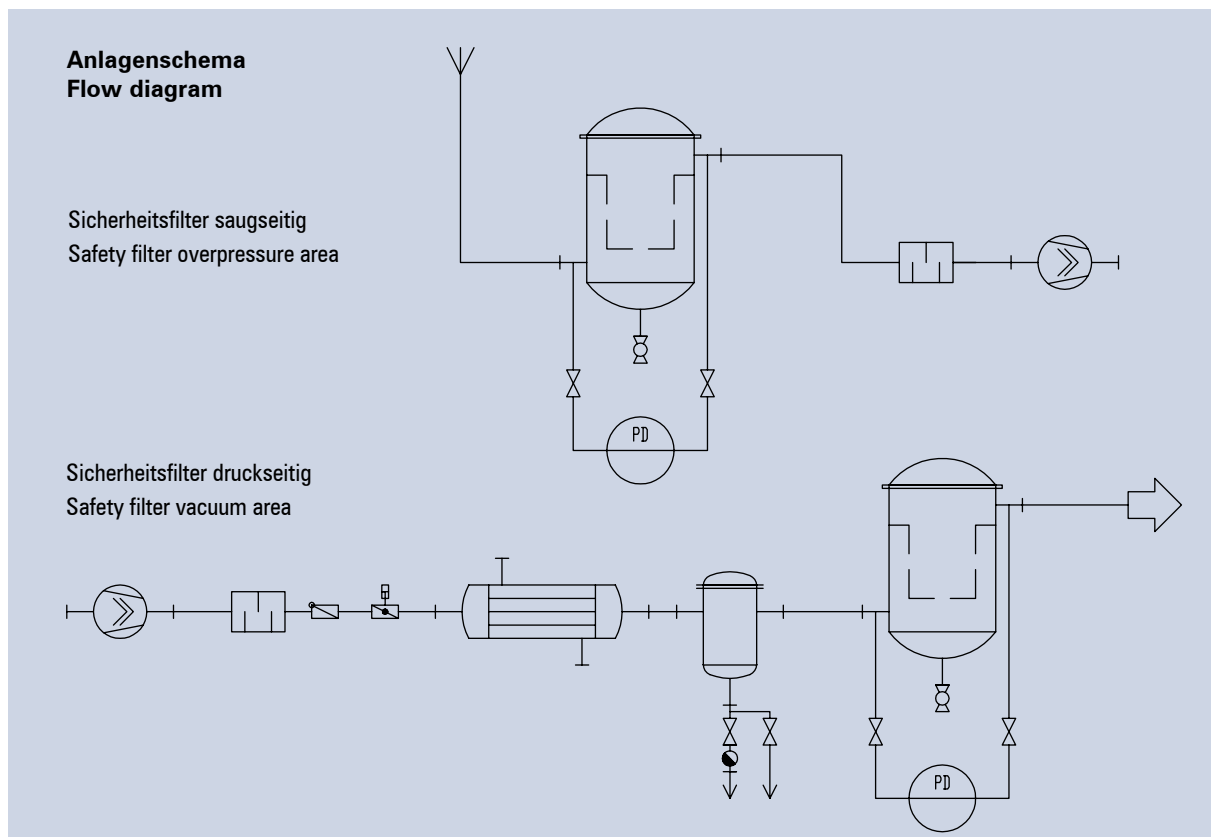 Anlagenschema
Flow diagram
Sicherheitsfilter saugseitig
Safety filter overpressure area
PD
Sicherheitsfilter druckseitig
Safety filter vacuum area
PD